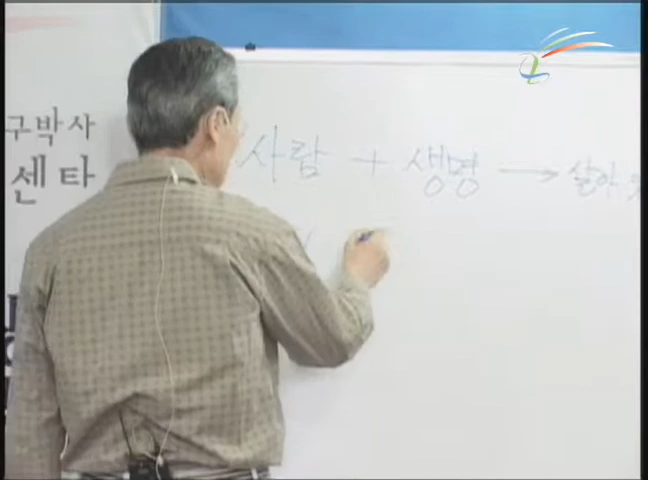 구박사
센타
사람 + 생명 → 살아